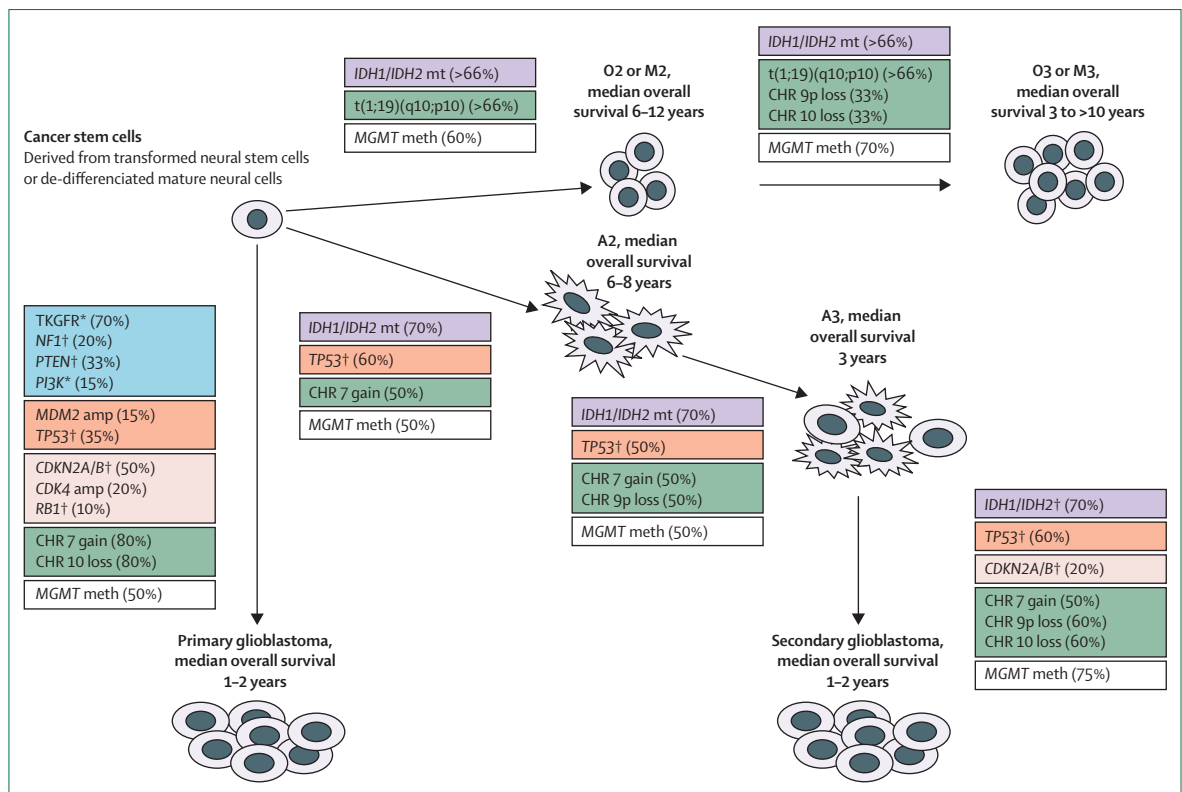 Cancer stem cells
Derived from transformed neural stem cells
or de-differenciated mature neural cells
IDH1/IDH2 mt (>66%)
t(1;19)(q10;p10) (>66%)
MGMT meth (60%)
O2 or M2,
median overall
survival 6–12 years
IDH1/IDH2 mt (>66%)
t(1;19)(q10;p10) (>66%)
CHR 9p loss (33%)
CHR 10 loss (33%)
MGMT meth (70%)
O3 or M3,
median overall
survival 3 to >10 years
A2, median
overall survival
6–8 years
TKGFR* (70%)
NF1† (20%)
PTEN† (33%)
PI3K* (15%)
MDM2 amp (15%)
TP53† (35%)
CDKN2A/B† (50%)
CDK4 amp (20%)
RB1† (10%)
CHR 7 gain (80%)
CHR 10 loss (80%)
MGMT meth (50%)
IDH1/IDH2 mt (70%)
TP53† (60%)
CHR 7 gain (50%)
MGMT meth (50%)
A3, median
overall survival
3 years
IDH1/IDH2 mt (70%)
TP53† (50%)
CHR 7 gain (50%)
CHR 9p loss (50%)
MGMT meth (50%)
IDH1/IDH2† (70%)
TP53† (60%)
CDKN2A/B† (20%)
CHR 7 gain (50%)
CHR 9p loss (60%)
CHR 10 loss (60%)
MGMT meth (75%)
Primary glioblastoma,
median overall survival
1–2 years
Secondary glioblastoma,
median overall survival
1–2 years